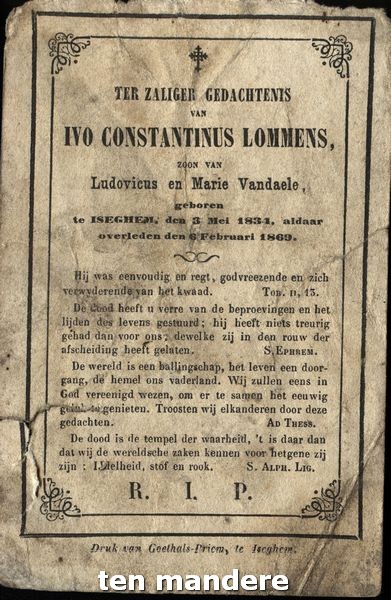 TER ZALIGER GEDACHTENIS
VAN
IVO CONSTANTINUS LOMMENS,
ZOON VAN
Ludovicus en Marie Vandaele,
geboren
te ISEGHEM, den 3 Mei 1834, aldaar
overleden den 6 Februari 1869.
Hij was eenvoudig en regt, godvreezende en zich
verwyderende van het kwaad. TOB. II, 13.
De dood heeft u verre van de beproevingen en het
lijden des levens gestuurd; hij heeft niets treurig
gehad dan voor ons; dewelke zij in den rouw der
afscheiding heeft gelaten. S. EPHREM.
De wereld is een ballingschap, het leven een door-
gang, de hemel ons vaderland. Wij zullen eens in
God vereenigd wezen, om er te samen het eeuwig
geluk te genieten. Troosten wij elkanderen door deze
gedachten. AD THESS.
De dood is de tempel der waarheid, 't is daar dan
dat wij de wereldsche zaken kennen voor hetgene zij
zijn: IJdelheid, stof en rook. S. ALPH. LIG.
R. I. P.
Druk van Goethals-Priem, te Iseghem.
ten mandere